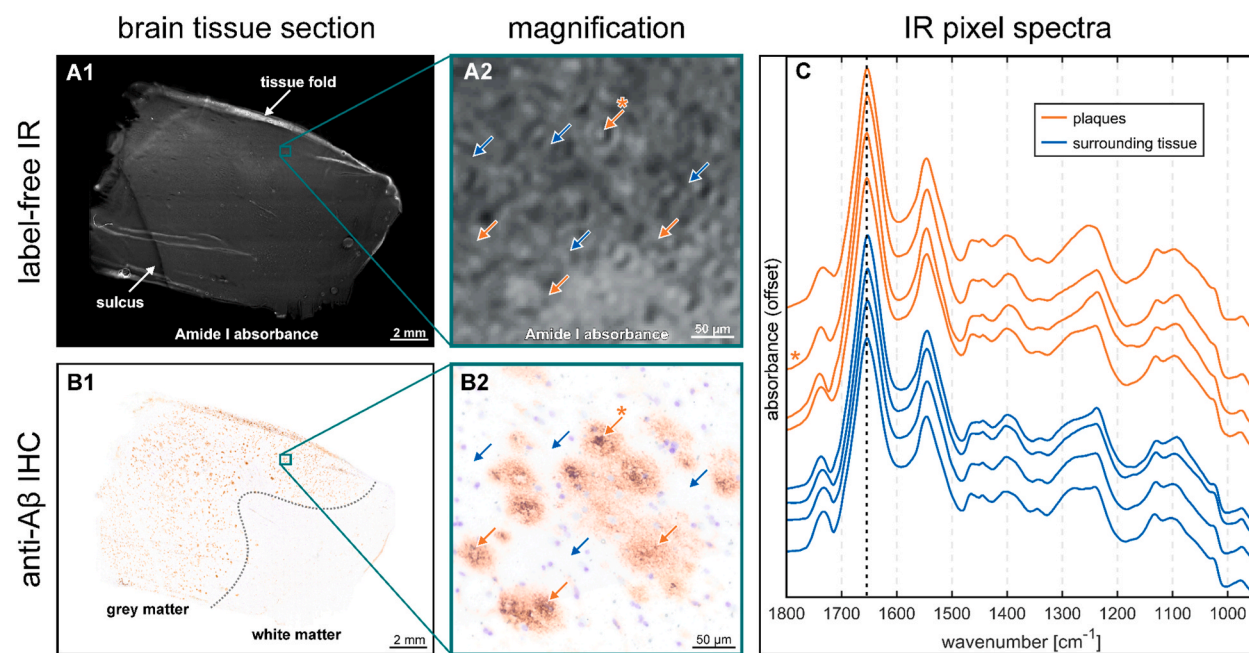 brain tissue section
magnification
IR pixel spectra
label-free IR
A1
tissue fold
sulcus
Amide I absorbance
2 mm
A2
*
Amide I absorbance
50 µm
C
plaques
surrounding tissue
absorbance (offset)
*
1800 1700 1600 1500 1400 1300 1200 1100 1000
wavenumber [cm⁻¹]
anti-Aβ IHC
B1
grey matter
white matter
2 mm
B2
*
50 µm